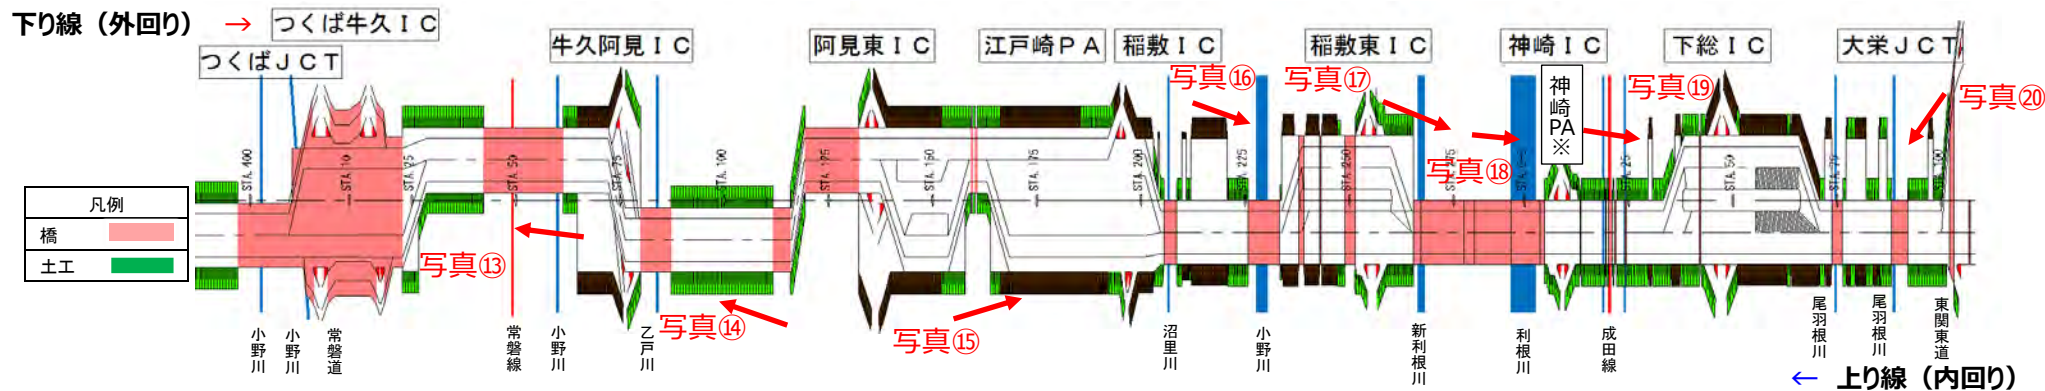 下り線（外回り） →
つくば牛久ＩＣ
つくばＪＣＴ
牛久阿見ＩＣ
阿見東ＩＣ
江戸崎ＰＡ
稲敷ＩＣ
稲敷東ＩＣ
神崎ＩＣ
下総ＩＣ
大栄ＪＣＴ
神崎PA※
写真⑯
写真⑰
写真⑲
写真⑳
写真⑱
写真⑬
写真⑭
写真⑮
凡例
橋
土工
STA.400
STA.10
STA.25
STA.50
STA.75
STA.100
STA.125
STA.150
STA.175
STA.200
STA.225
STA.250
STA.275
STA.25
STA.50
STA.75
STA.100
小野川
小野川
常磐道
常磐線
小野川
乙戸川
沼里川
小野川
新利根川
利根川
成田線
尾羽根川
尾羽根川
東関東道
← 上り線（内回り）